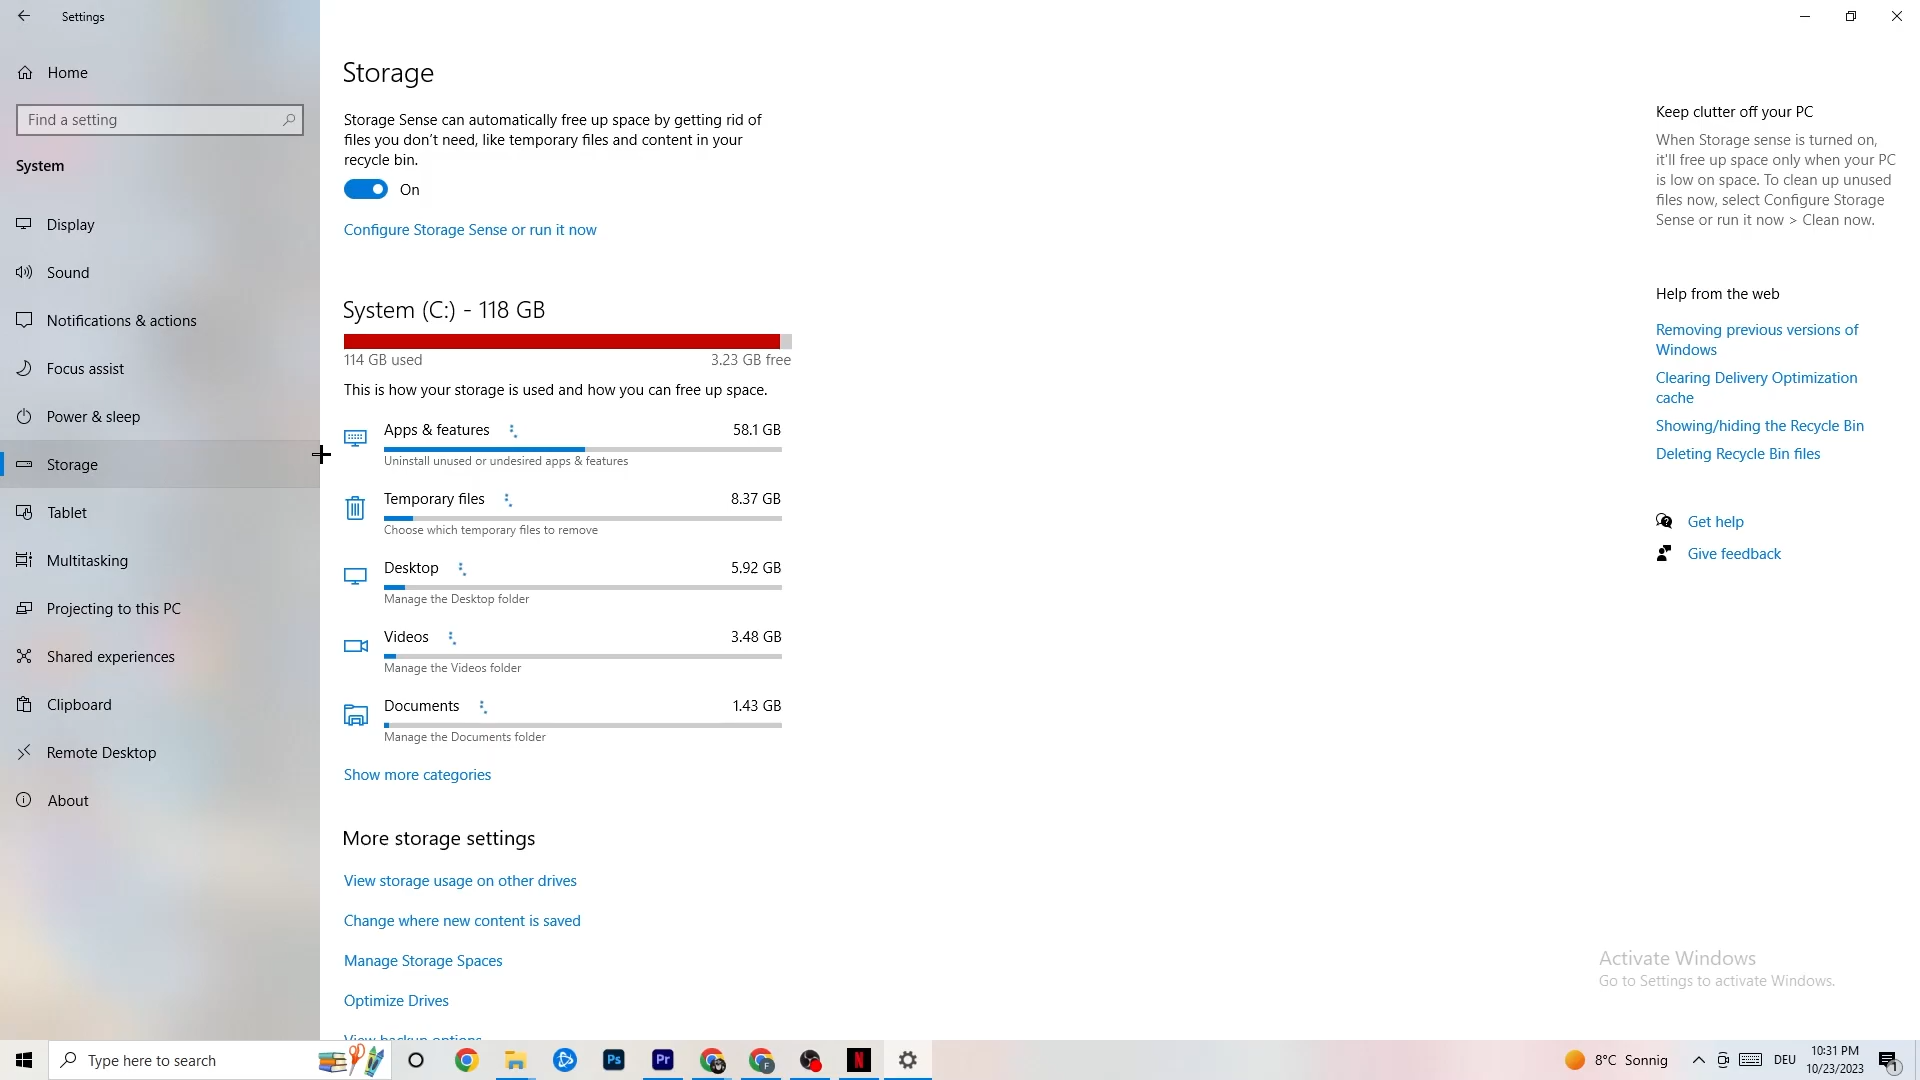 Settings
Home
Find a setting
System
Display
Sound
Notifications & actions
Focus assist
Power & sleep
Storage
Tablet
Multitasking
Projecting to this PC
Shared experiences
Clipboard
Remote Desktop
About
Storage
Storage Sense can automatically free up space by getting rid of
files you don't need, like temporary files and content in your
recycle bin.
On
Configure Storage Sense or run it now
System (C:) - 118 GB
114 GB used 3.23 GB free
This is how your storage is used and how you can free up space.
Apps & features 58.1 GB
Uninstall unused or undesired apps & features
Temporary files 8.37 GB
Choose which temporary files to remove
Desktop 5.92 GB
Manage the Desktop folder
Videos 3.48 GB
Manage the Videos folder
Documents 1.43 GB
Manage the Documents folder
Show more categories
More storage settings
View storage usage on other drives
Change where new content is saved
Manage Storage Spaces
Optimize Drives
View backup options
Keep clutter off your PC
When Storage sense is turned on,
it'll free up space only when your PC
is low on space. To clean up unused
files now, select Configure Storage
Sense or run it now > Clean now.
Help from the web
Removing previous versions of
Windows
Clearing Delivery Optimization
cache
Showing/hiding the Recycle Bin
Deleting Recycle Bin files
Get help
Give feedback
Activate Windows
Go to Settings to activate Windows.
Type here to search
Ps
Pr
F
N
8°C Sonnig
DEU
10:31 PM
10/23/2023
1